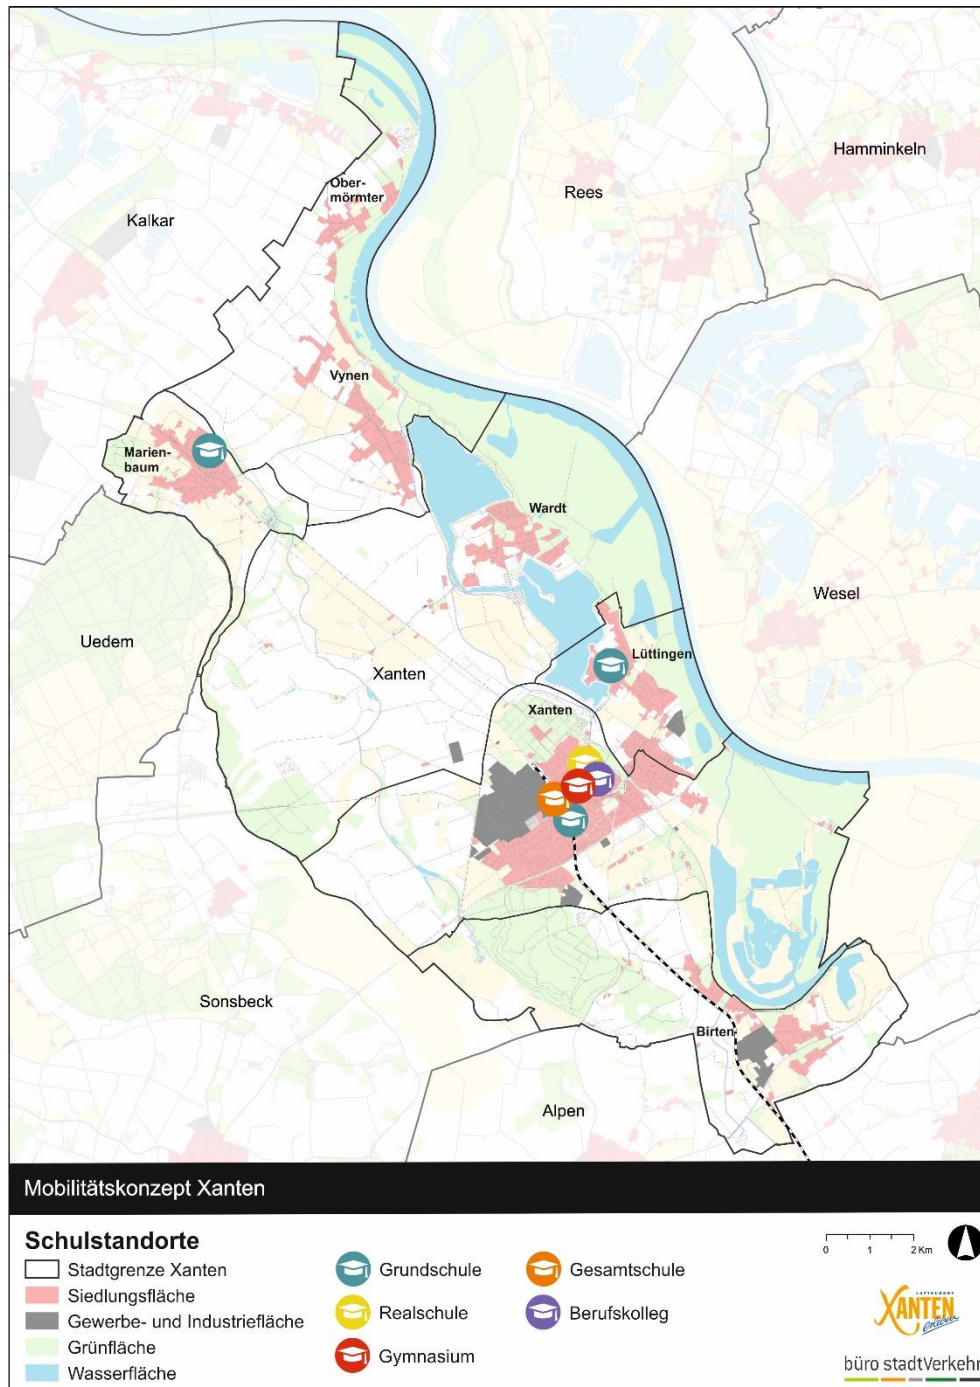 Hamminkeln
Rees
Ober-
mörmter
Kalkar
Vynen
Marien-
baum
Wardt
Wesel
Uedem
Lüttingen
Xanten
Xanten
Sonsbeck
Birten
Alpen
Mobilitätskonzept Xanten
Schulstandorte
Stadtgrenze Xanten
Siedlungsfläche
Gewerbe- und Industriefläche
Grünfläche
Wasserfläche
Grundschule
Realschule
Gymnasium
Gesamtschule
Berufskolleg
0 1 2 Km
LUFTKURORT
XANTEN
erleben
büro stadtVerkehr